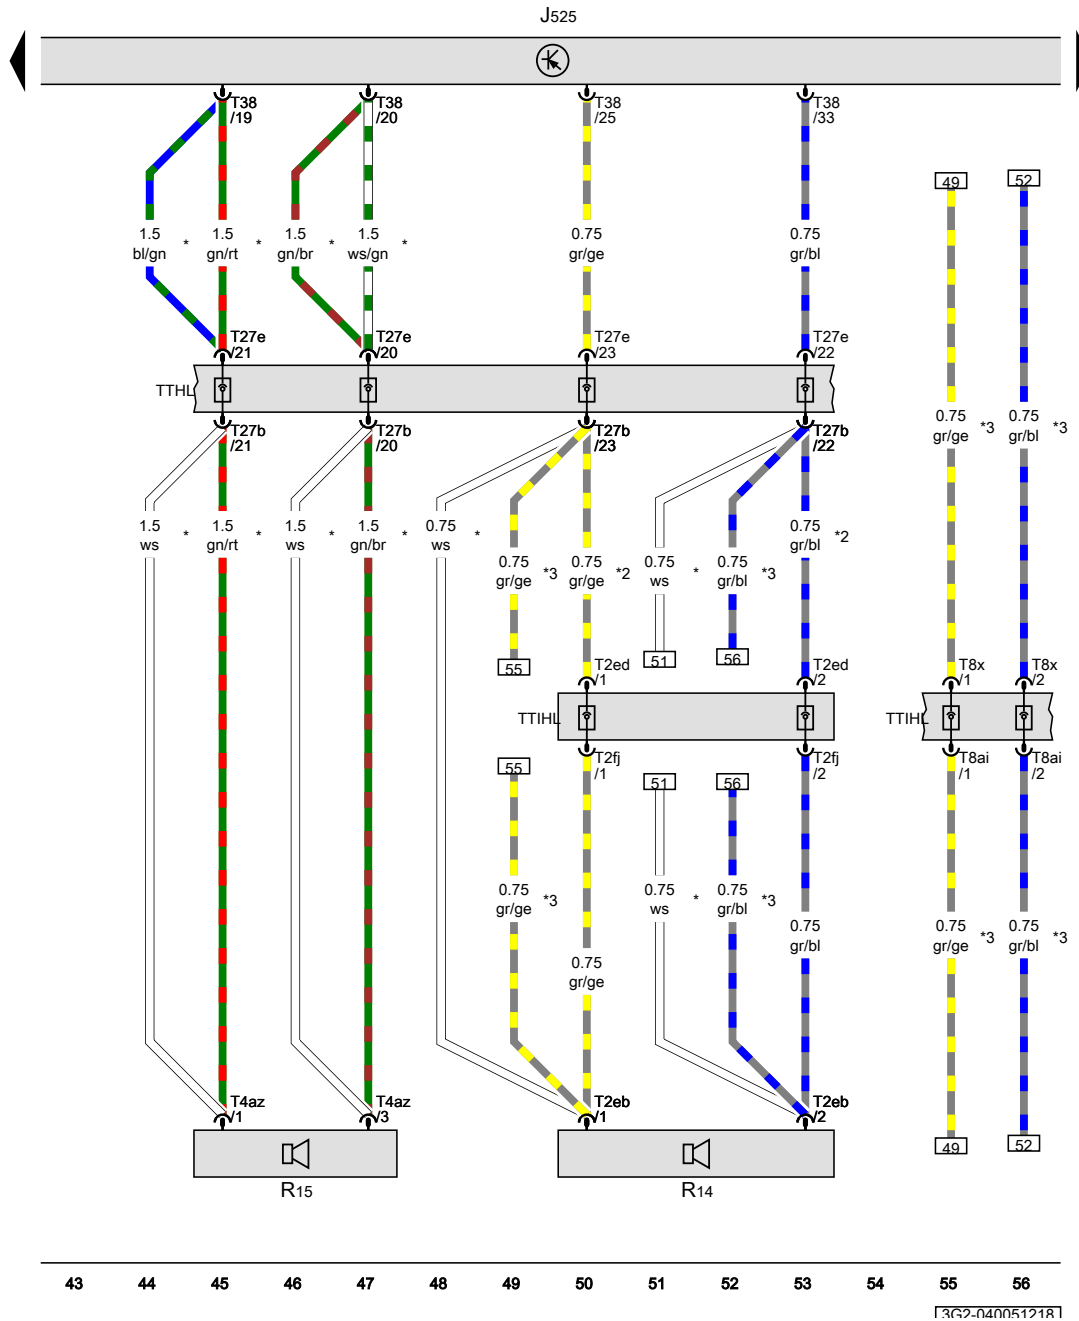 J525
T38 T38 T38 T38
/19 /20 /25 /33
49 52
1.5 1.5 1.5 1.5 0.75 0.75
bl/gn * gn/rt * gn/br * ws/gn * gr/ge gr/bl
T27e T27e T27e T27e
/21 /20 /23 /22
TTHL
T27b T27b T27b T27b
/21 /20 /23 /22
0.75 0.75
gr/ge *3 gr/bl *3
1.5 1.5 1.5 1.5 0.75 0.75
ws * gn/rt * ws * gn/br * ws * gr/bl *2
0.75 0.75 0.75 0.75
gr/ge *3 gr/ge *2 ws * gr/bl *3
55 51 56
T2ed T2ed T8x T8x
/1 /2 /1 /2
TTIHL TTIHL
T2fj T2fj T8ai T8ai
/1 /2 /1 /2
55 51 56
0.75 0.75 0.75
gr/ge *3 ws * gr/bl *3
0.75 0.75 0.75
gr/bl gr/ge *3 gr/bl *3
0.75
gr/ge
T4az T4az T2eb T2eb
/1 /3 /1 /2
49 52
R15 R14
43 44 45 46 47 48 49 50 51 52 53 54 55 56
3G2-040051218